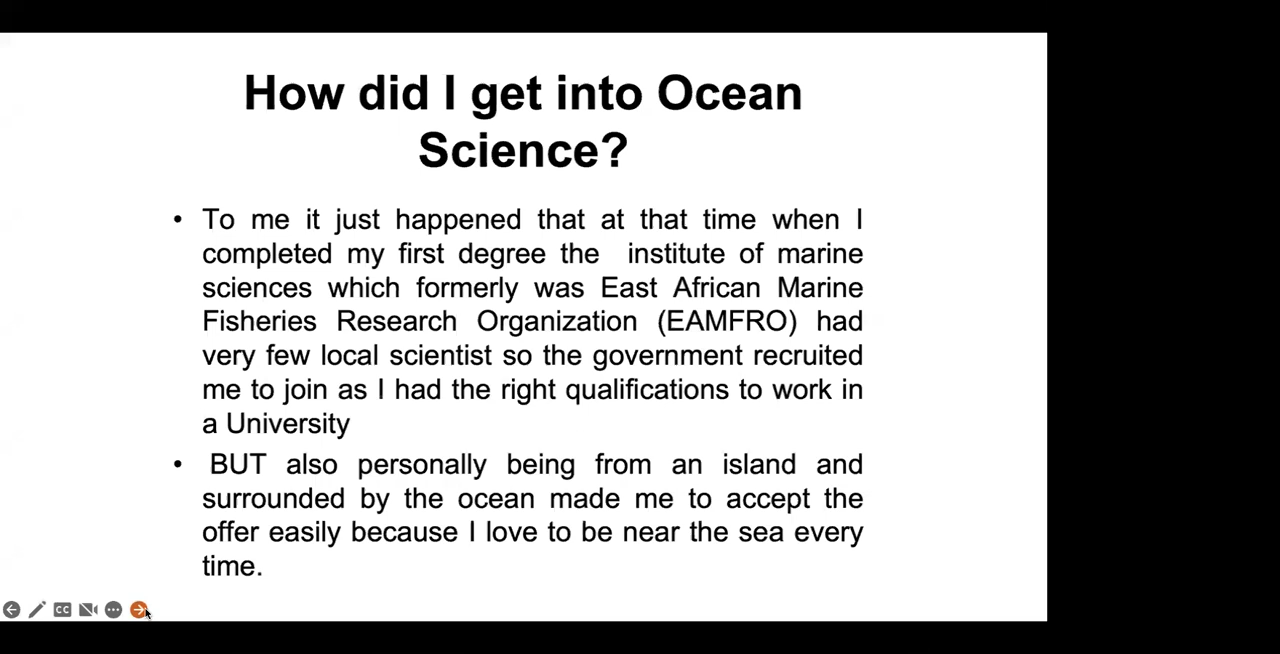 How did I get into Ocean
Science?
• To me it just happened that at that time when I
completed my first degree the institute of marine
sciences which formerly was East African Marine
Fisheries Research Organization (EAMFRO) had
very few local scientist so the government recruited
me to join as I had the right qualifications to work in
a University
• BUT also personally being from an island and
surrounded by the ocean made me to accept the
offer easily because I love to be near the sea every
time.
CC